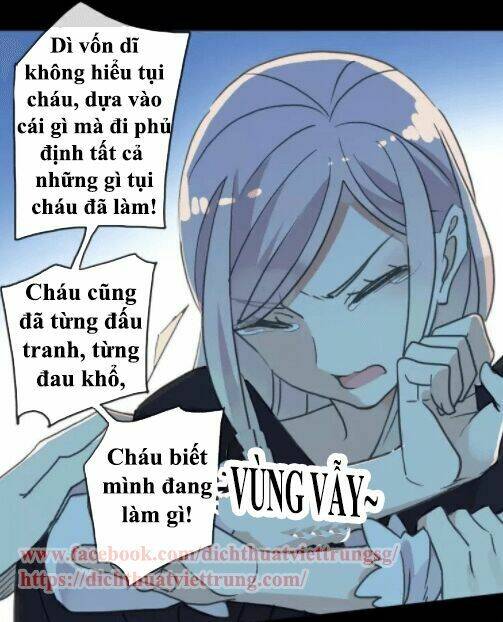 Dì vốn dĩ
không hiểu tụi
cháu, dựa vào
cái gì mà đi phủ
định tất cả
những gì tụi
cháu đã làm!
Cháu cũng
đã từng đấu
tranh, từng
đau khổ,
Cháu biết
mình đang
làm gì!
~VÙNG VẪY~
www.facebook.com/dichthuatviettrungsg/
https://dichthuatviettrung.com/